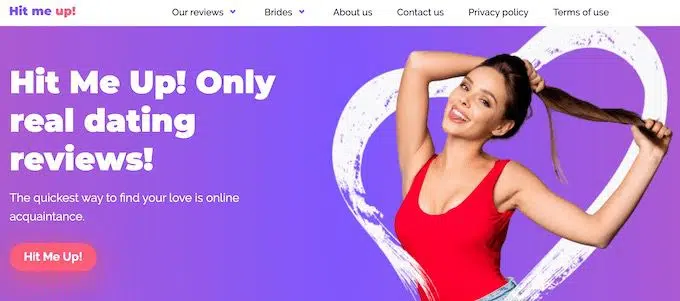 Hit me up! Our reviews Brides About us Contact us Privacy policy Terms of use
Hit Me Up! Only
real dating
reviews!
The quickest way to find your love is online
acquaintance.
Hit Me Up!